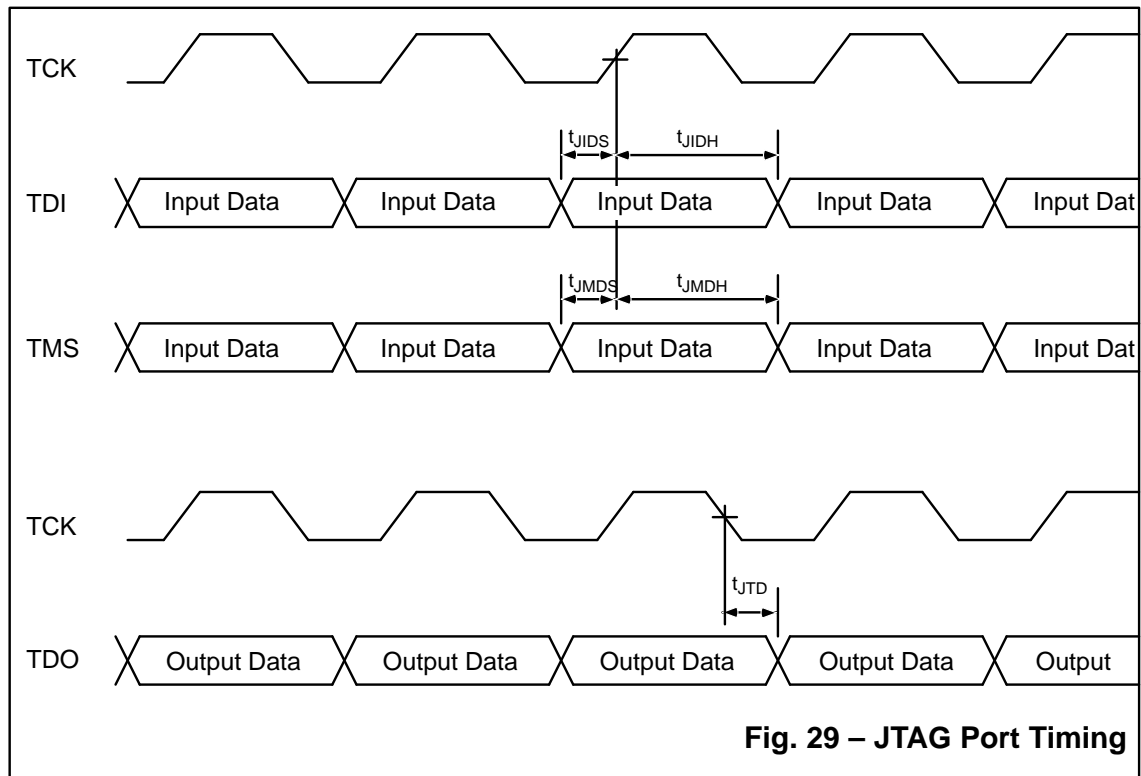 TCK
tJIDS tJIDH
TDI Input Data Input Data Input Data Input Data Input Dat
tJMDS tJMDH
TMS Input Data Input Data Input Data Input Data Input Dat
TCK
tJTD
TDO Output Data Output Data Output Data Output Data Output
Fig. 29 – JTAG Port Timing